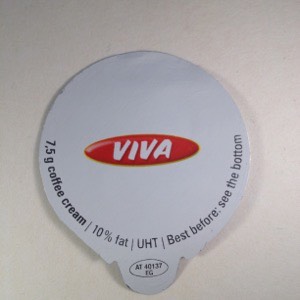 VIVA
7,5 g coffee cream | 10% fat | UHT | Best before: see the bottom
AT 40137
EG